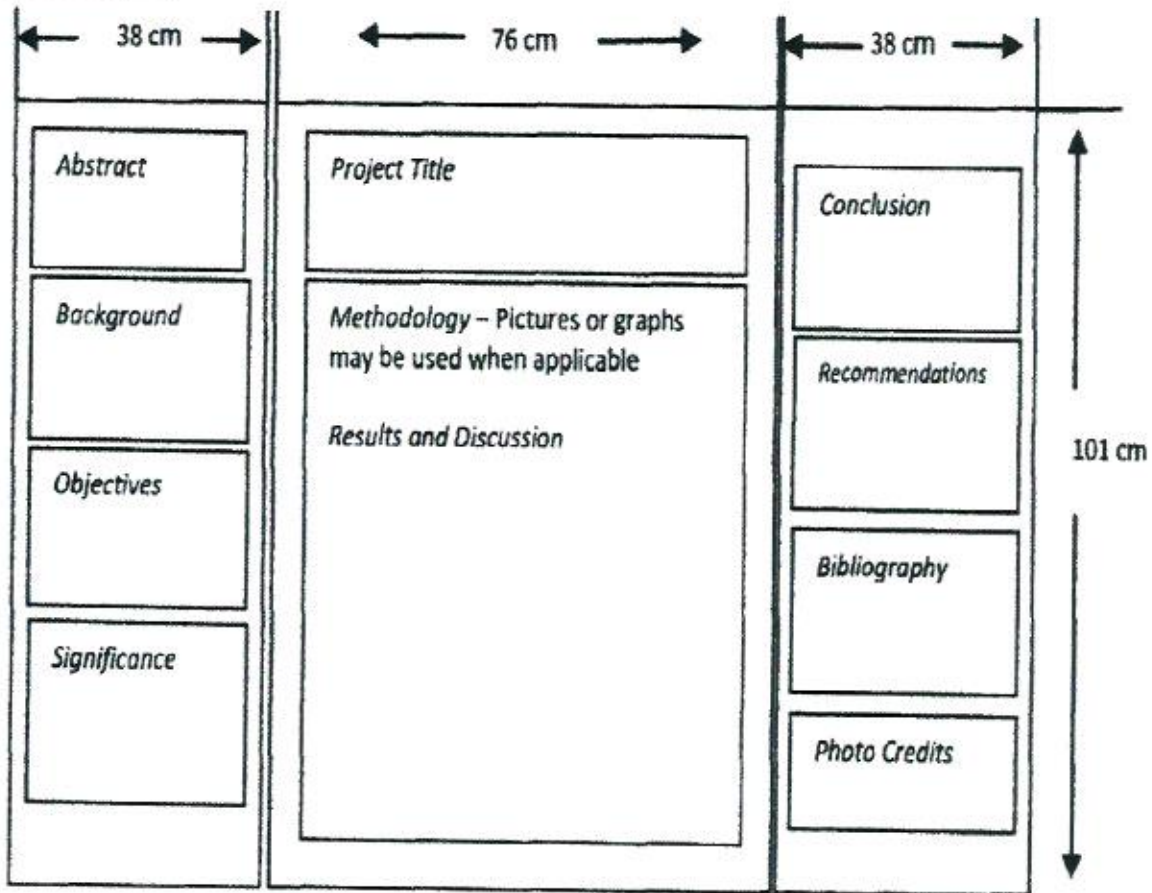 38 cm
76 cm
38 cm
Abstract
Background
Objectives
Significance
Project Title
Methodology – Pictures or graphs
may be used when applicable
Results and Discussion
Conclusion
Recommendations
Bibliography
Photo Credits
101 cm